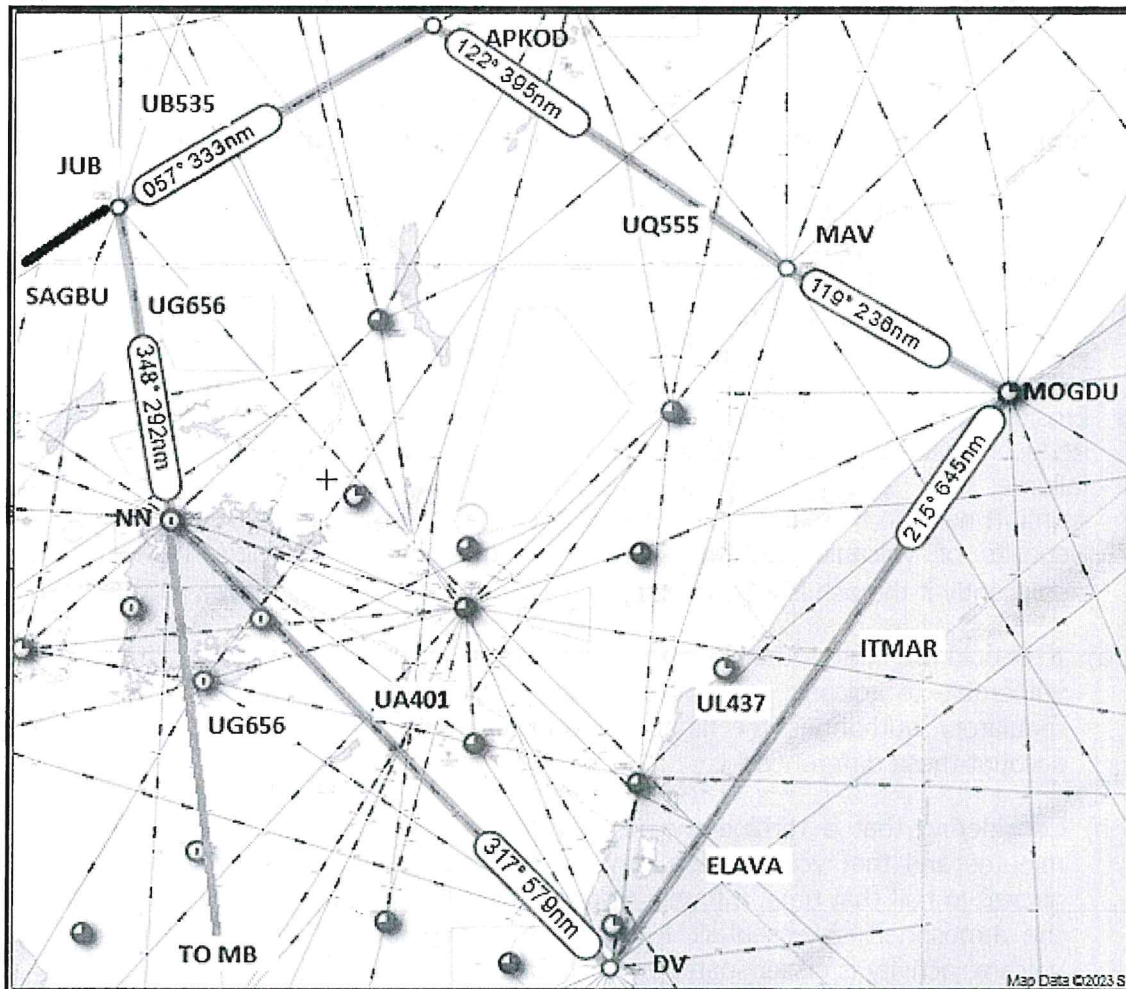 APKOD
122° 395nm
UB535
057° 333nm
JUB
UQ555
MAV
SAGBU
UG656
119° 236nm
MOGDU
348° 292nm
215° 645nm
NN
ITMAR
UA401
UL437
UG656
317° 579nm
ELAVA
TO MB
DV
Map Data ©2023 S